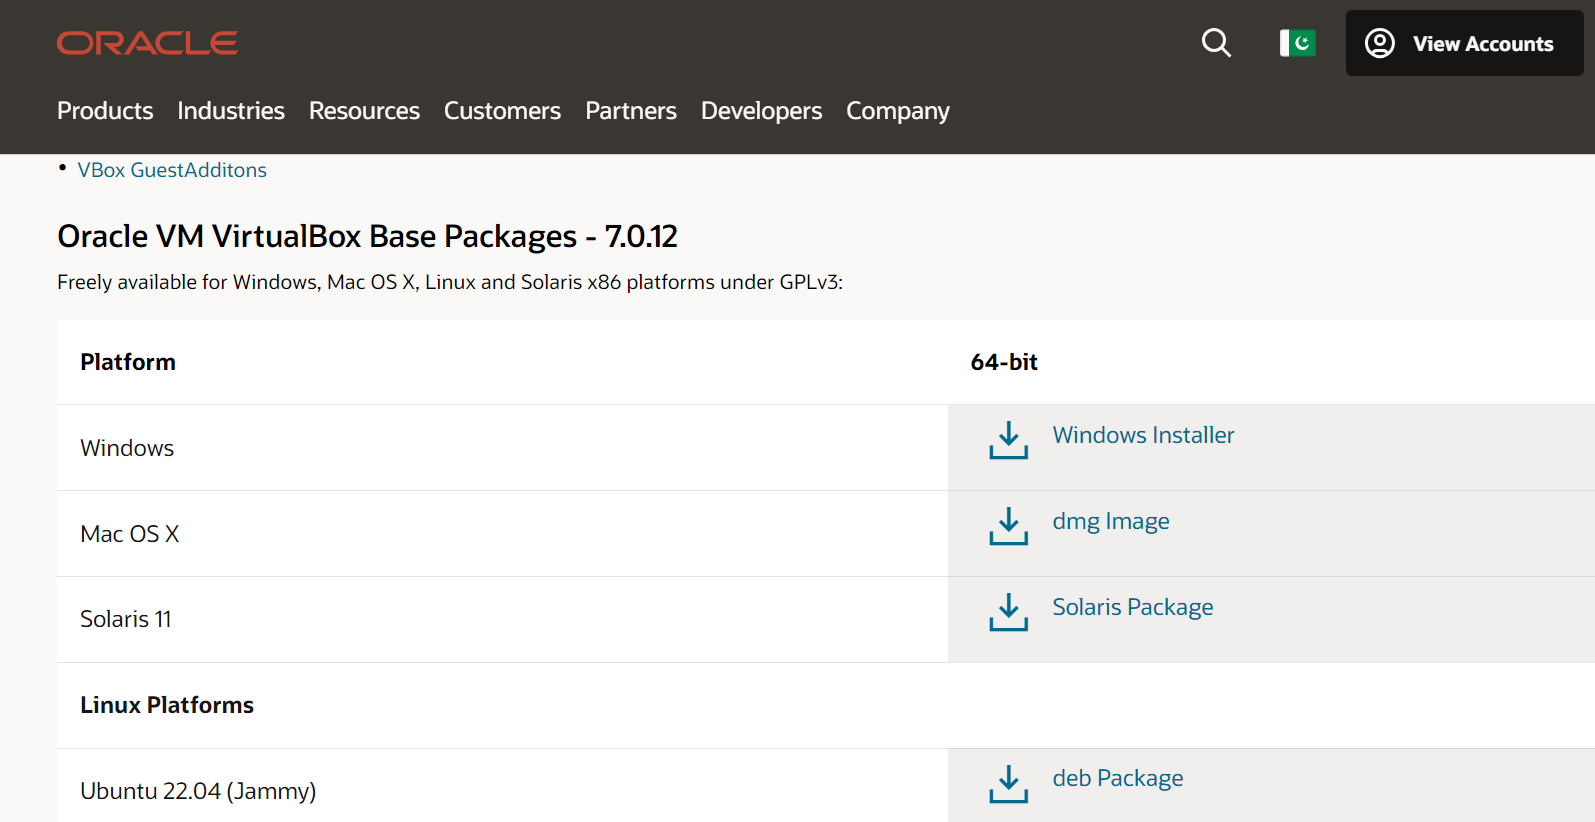 ORACLE
View Accounts
Products Industries Resources Customers Partners Developers Company
• VBox GuestAdditons
Oracle VM VirtualBox Base Packages - 7.0.12
Freely available for Windows, Mac OS X, Linux and Solaris x86 platforms under GPLv3:
Platform 64-bit
Windows Windows Installer
Mac OS X dmg Image
Solaris 11 Solaris Package
Linux Platforms
Ubuntu 22.04 (Jammy) deb Package